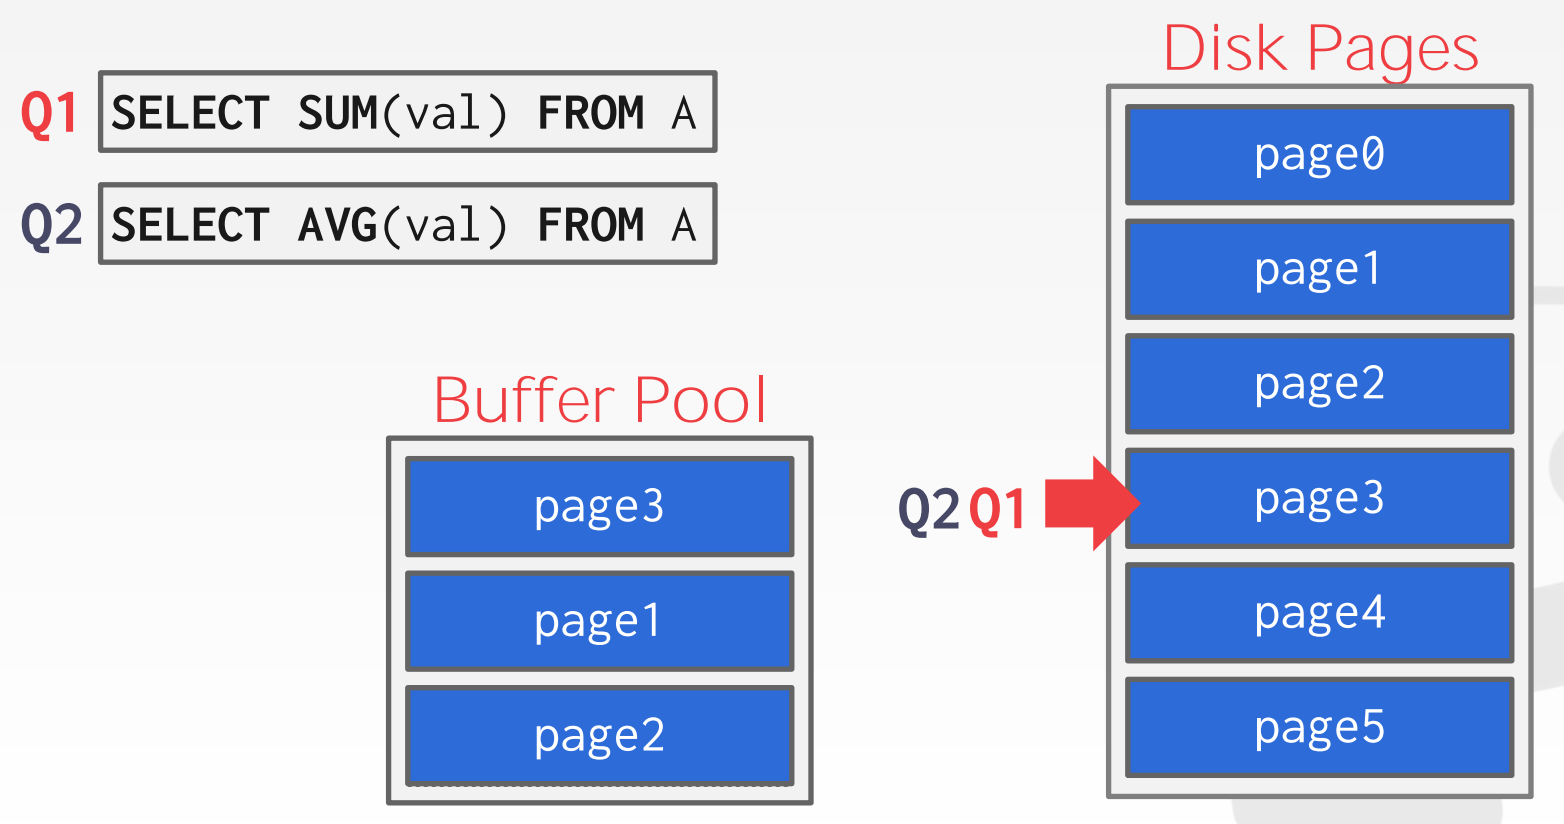 Disk Pages
Q1 SELECT SUM(val) FROM A
Q2 SELECT AVG(val) FROM A
Buffer Pool
page3
page1
page2
Q2 Q1
page0
page1
page2
page3
page4
page5